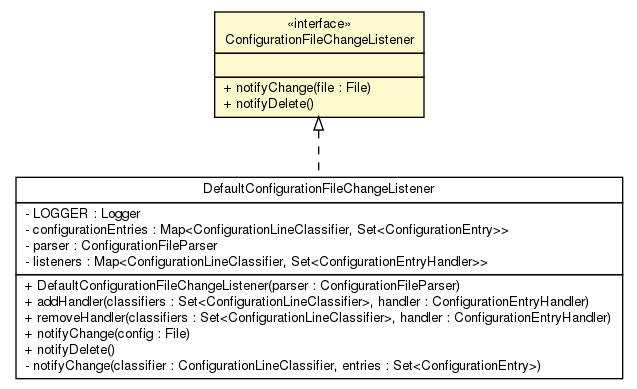 «interface»
ConfigurationFileChangeListener
+ notifyChange(file : File)
+ notifyDelete()
DefaultConfigurationFileChangeListener
- LOGGER : Logger
- configurationEntries : Map<ConfigurationLineClassifier, Set<ConfigurationEntry>>
- parser : ConfigurationFileParser
- listeners : Map<ConfigurationLineClassifier, Set<ConfigurationEntryHandler>>
+ DefaultConfigurationFileChangeListener(parser : ConfigurationFileParser)
+ addHandler(classifiers : Set<ConfigurationLineClassifier>, handler : ConfigurationEntryHandler)
+ removeHandler(classifiers : Set<ConfigurationLineClassifier>, handler : ConfigurationEntryHandler)
+ notifyChange(config : File)
+ notifyDelete()
- notifyChange(classifier : ConfigurationLineClassifier, entries : Set<ConfigurationEntry>)